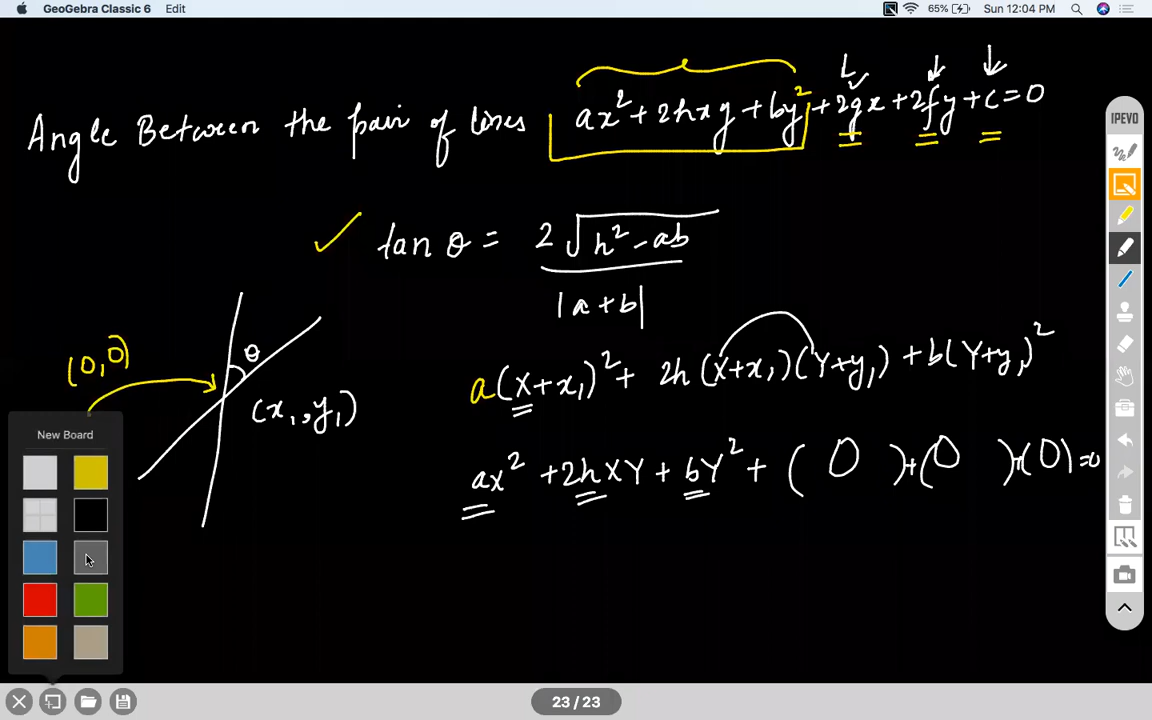 GeoGebra Classic 6 Edit 65% Sun 12:04 PM
Angle Between the pair of lines ax² + 2hxy + by² + 2gx + 2fy + c = 0
IPEVO
tan θ = 2√(h² - ab) / |a + b|
(0, 0)
θ
(x₁, y₁)
a(X + x₁)² + 2h(X + x₁)(Y + y₁) + b(Y + y₁)²
ax² + 2hXY + bY² + ( 0 ) + ( 0 ) + (0) = 0
New Board
23 / 23